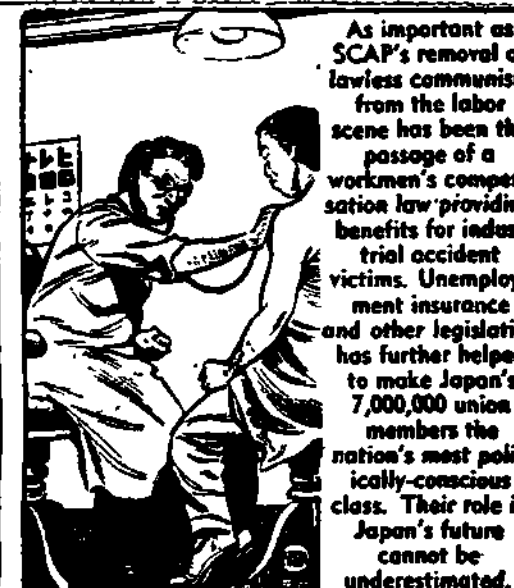 As important as
SCAP's removal o
lawless communis
from the labor
scene has been th
passage of a
workmen's compen
sation law providin
benefits for indus
trial accident
victims. Unemploy
ment insurance
and other legislati
has further helpe
to make Japan's
7,000,000 union
members the
nation's most poli
ically-conscious
class. Their role i
Japan's future
cannot be
underestimated.